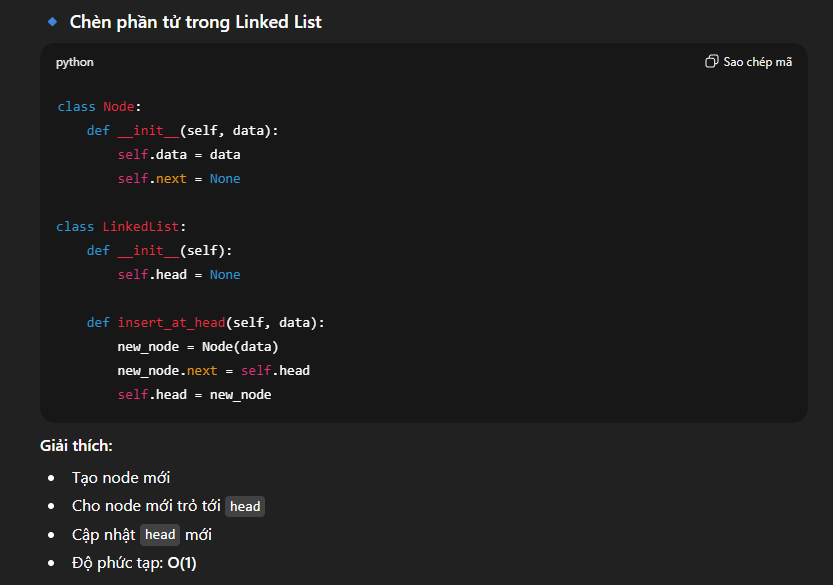 Chèn phần tử trong Linked List
python
Sao chép mã
class Node:
    def __init__(self, data):
        self.data = data
        self.next = None
class LinkedList:
    def __init__(self):
        self.head = None
    def insert_at_head(self, data):
        new_node = Node(data)
        new_node.next = self.head
        self.head = new_node
Giải thích:
• Tạo node mới
• Cho node mới trỏ tới head
• Cập nhật head mới
• Độ phức tạp: O(1)